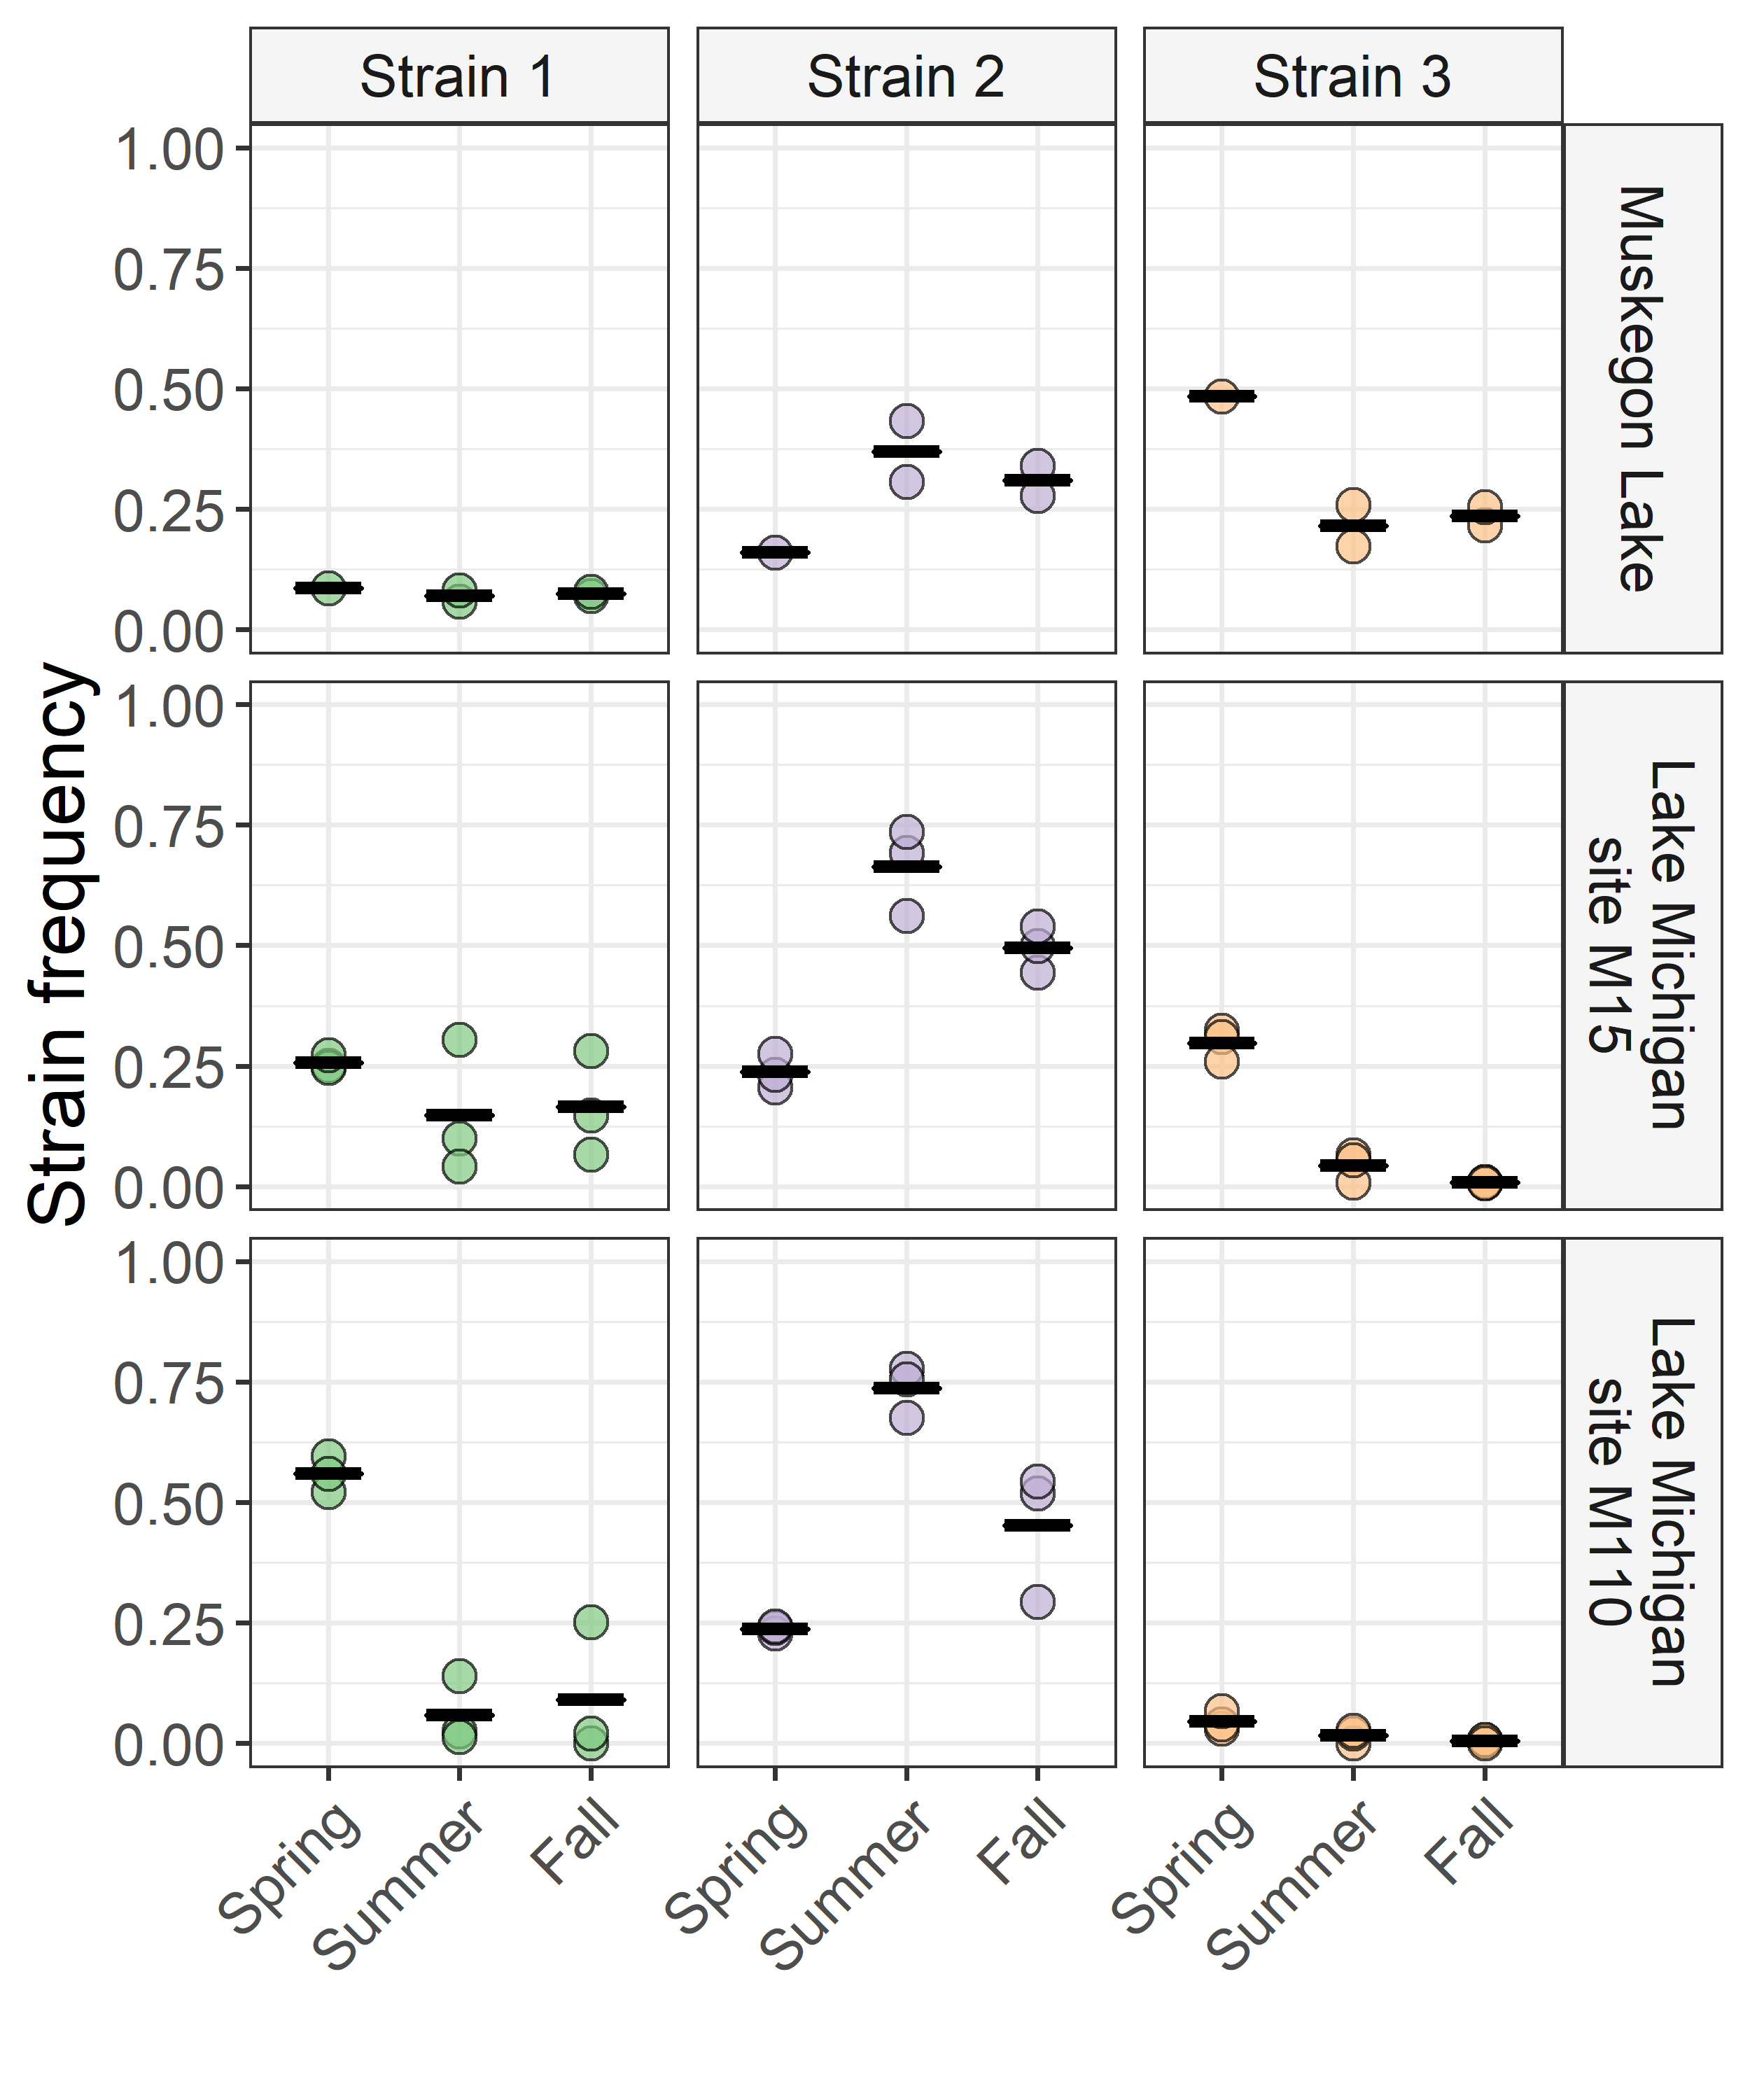 Strain 1
Strain 2
Strain 3
Strain frequency
1.00
0.75
0.50
0.25
0.00
Muskegon Lake
1.00
0.75
0.50
0.25
0.00
Lake Michigan
site M15
1.00
0.75
0.50
0.25
0.00
Lake Michigan
site M110
Spring
Summer
Fall
Spring
Summer
Fall
Spring
Summer
Fall